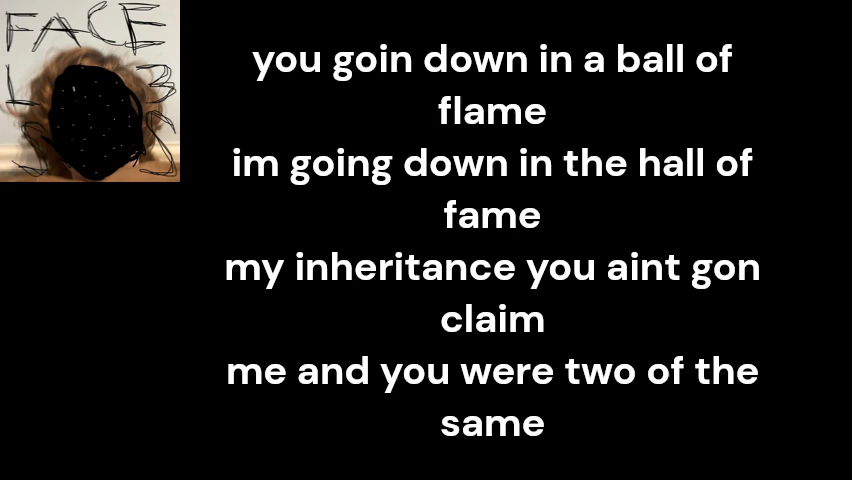 FACE
L
S
you goin down in a ball of
flame
im going down in the hall of
fame
my inheritance you aint gon
claim
me and you were two of the
same